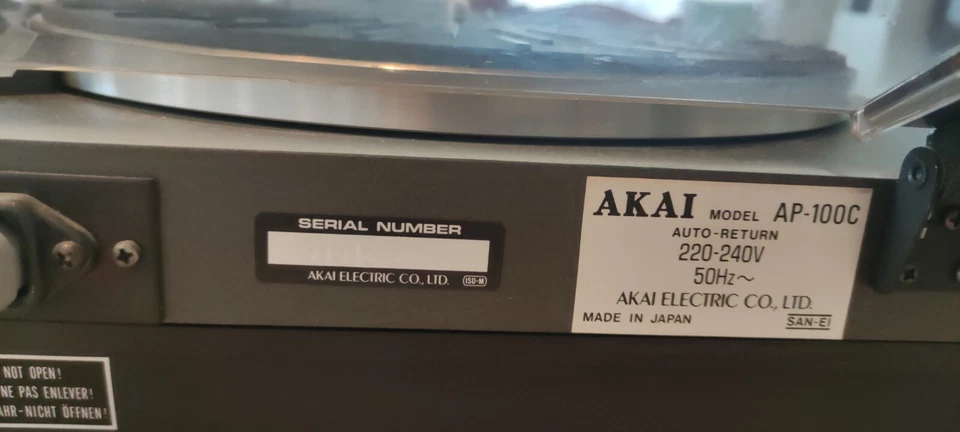 SERIAL NUMBER
AKAI ELECTRIC CO., LTD. ISO-M
AKAI MODEL AP-100C
AUTO-RETURN
220-240V
50Hz~
AKAI ELECTRIC CO., LTD.
MADE IN JAPAN SAN-EI
NOT OPEN!
NE PAS ENLEVER!
AHR-NICHT ÖFFNEN!